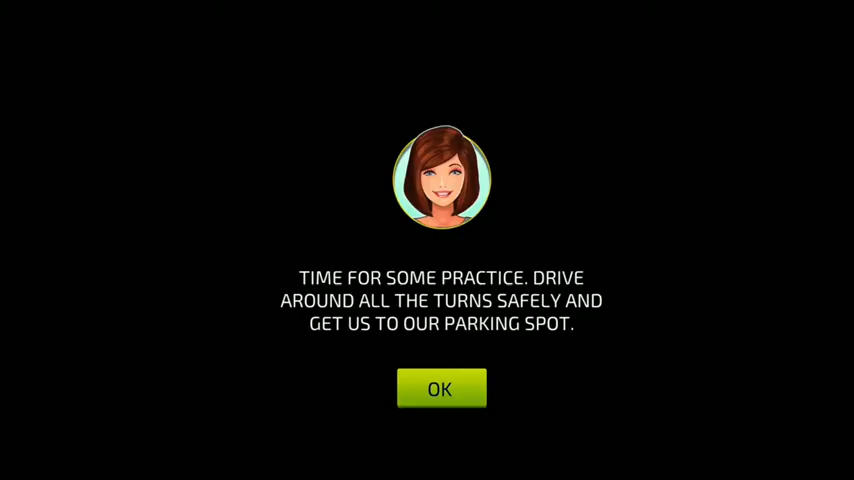 TIME FOR SOME PRACTICE. DRIVE
AROUND ALL THE TURNS SAFELY AND
GET US TO OUR PARKING SPOT.
OK